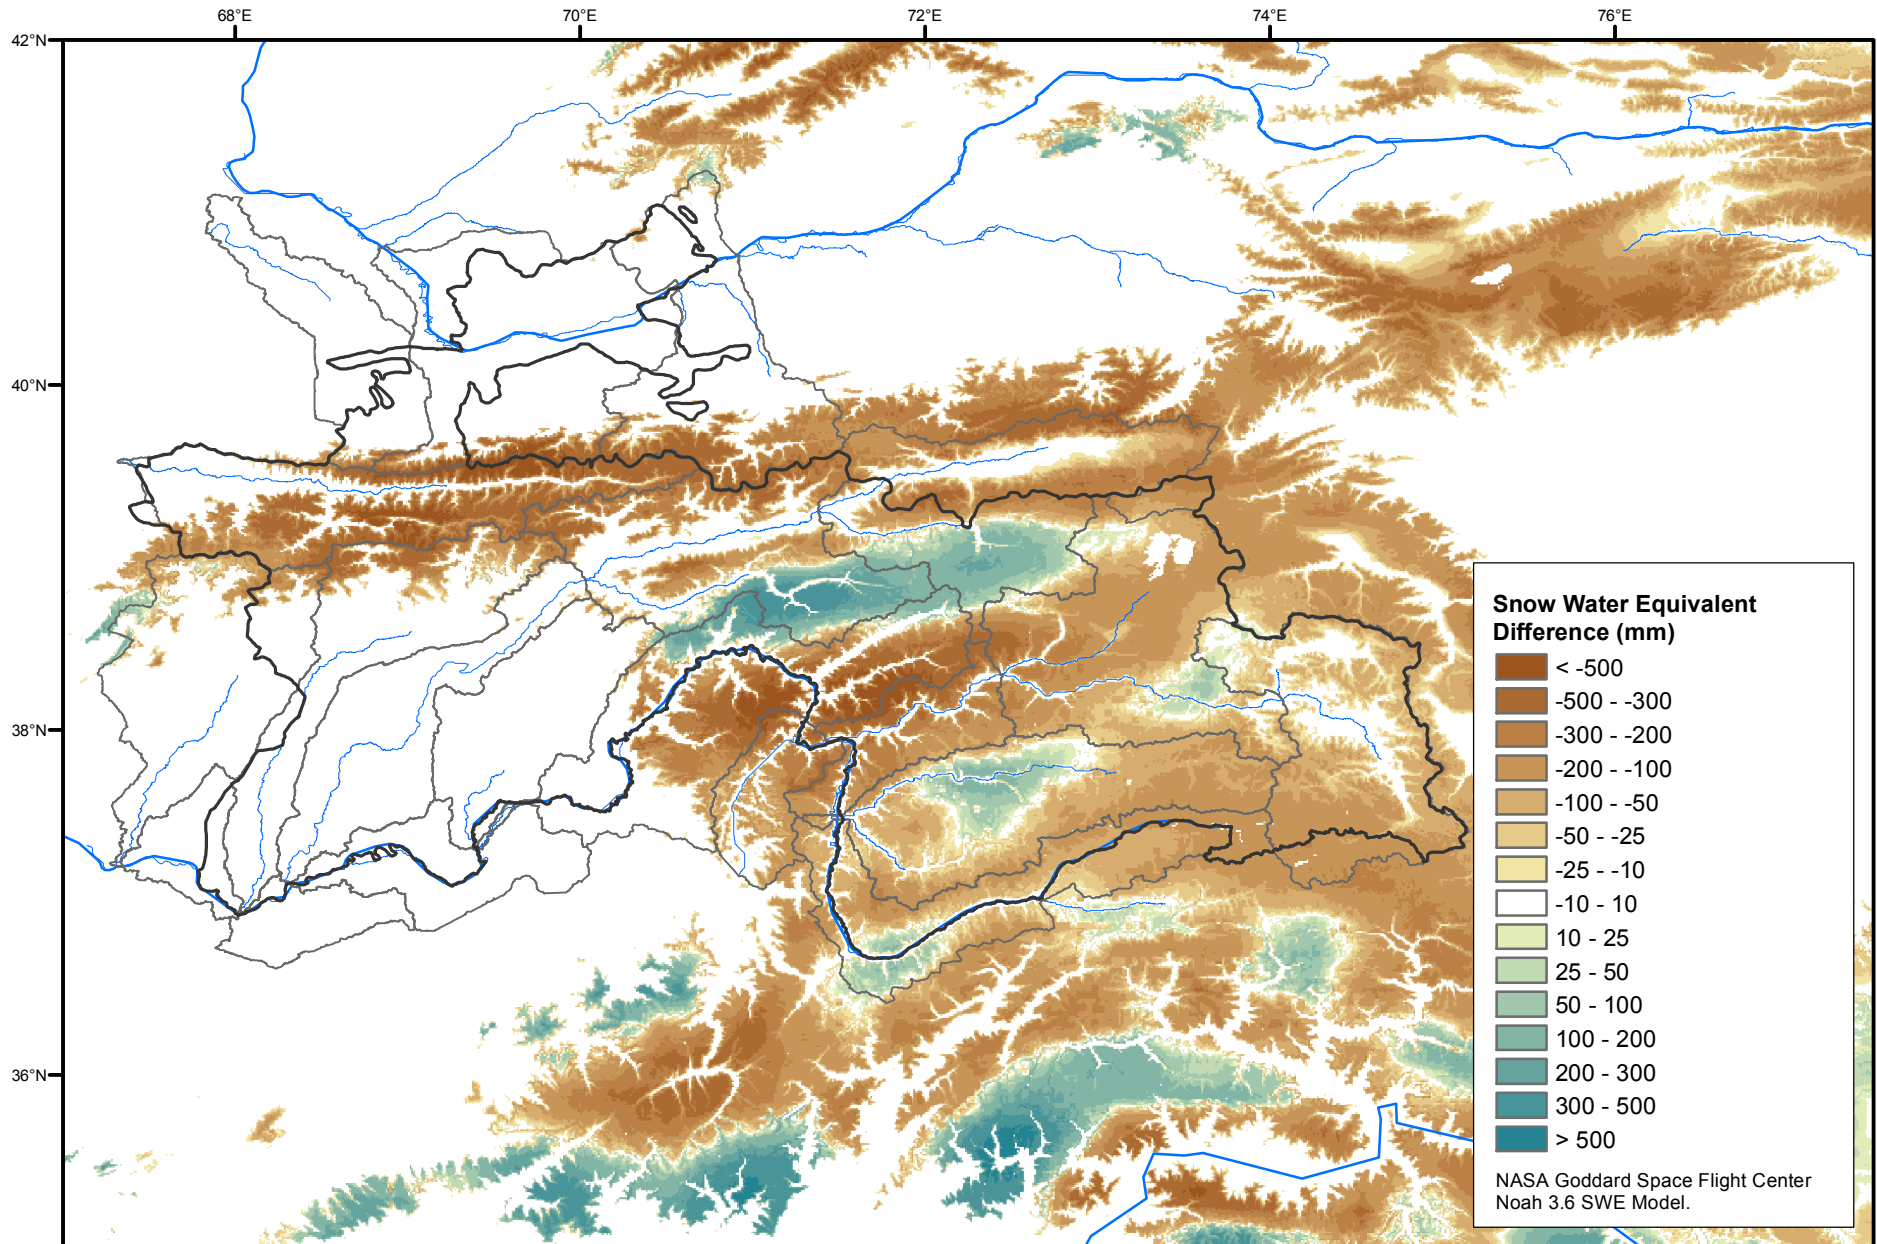 68°E
70°E
72°E
74°E
76°E
42°N
40°N
38°N
36°N
Snow Water Equivalent
Difference (mm)
< -500
-500 - -300
-300 - -200
-200 - -100
-100 - -50
-50 - -25
-25 - -10
-10 - 10
10 - 25
25 - 50
50 - 100
100 - 200
200 - 300
300 - 500
> 500
NASA Goddard Space Flight Center
Noah 3.6 SWE Model.